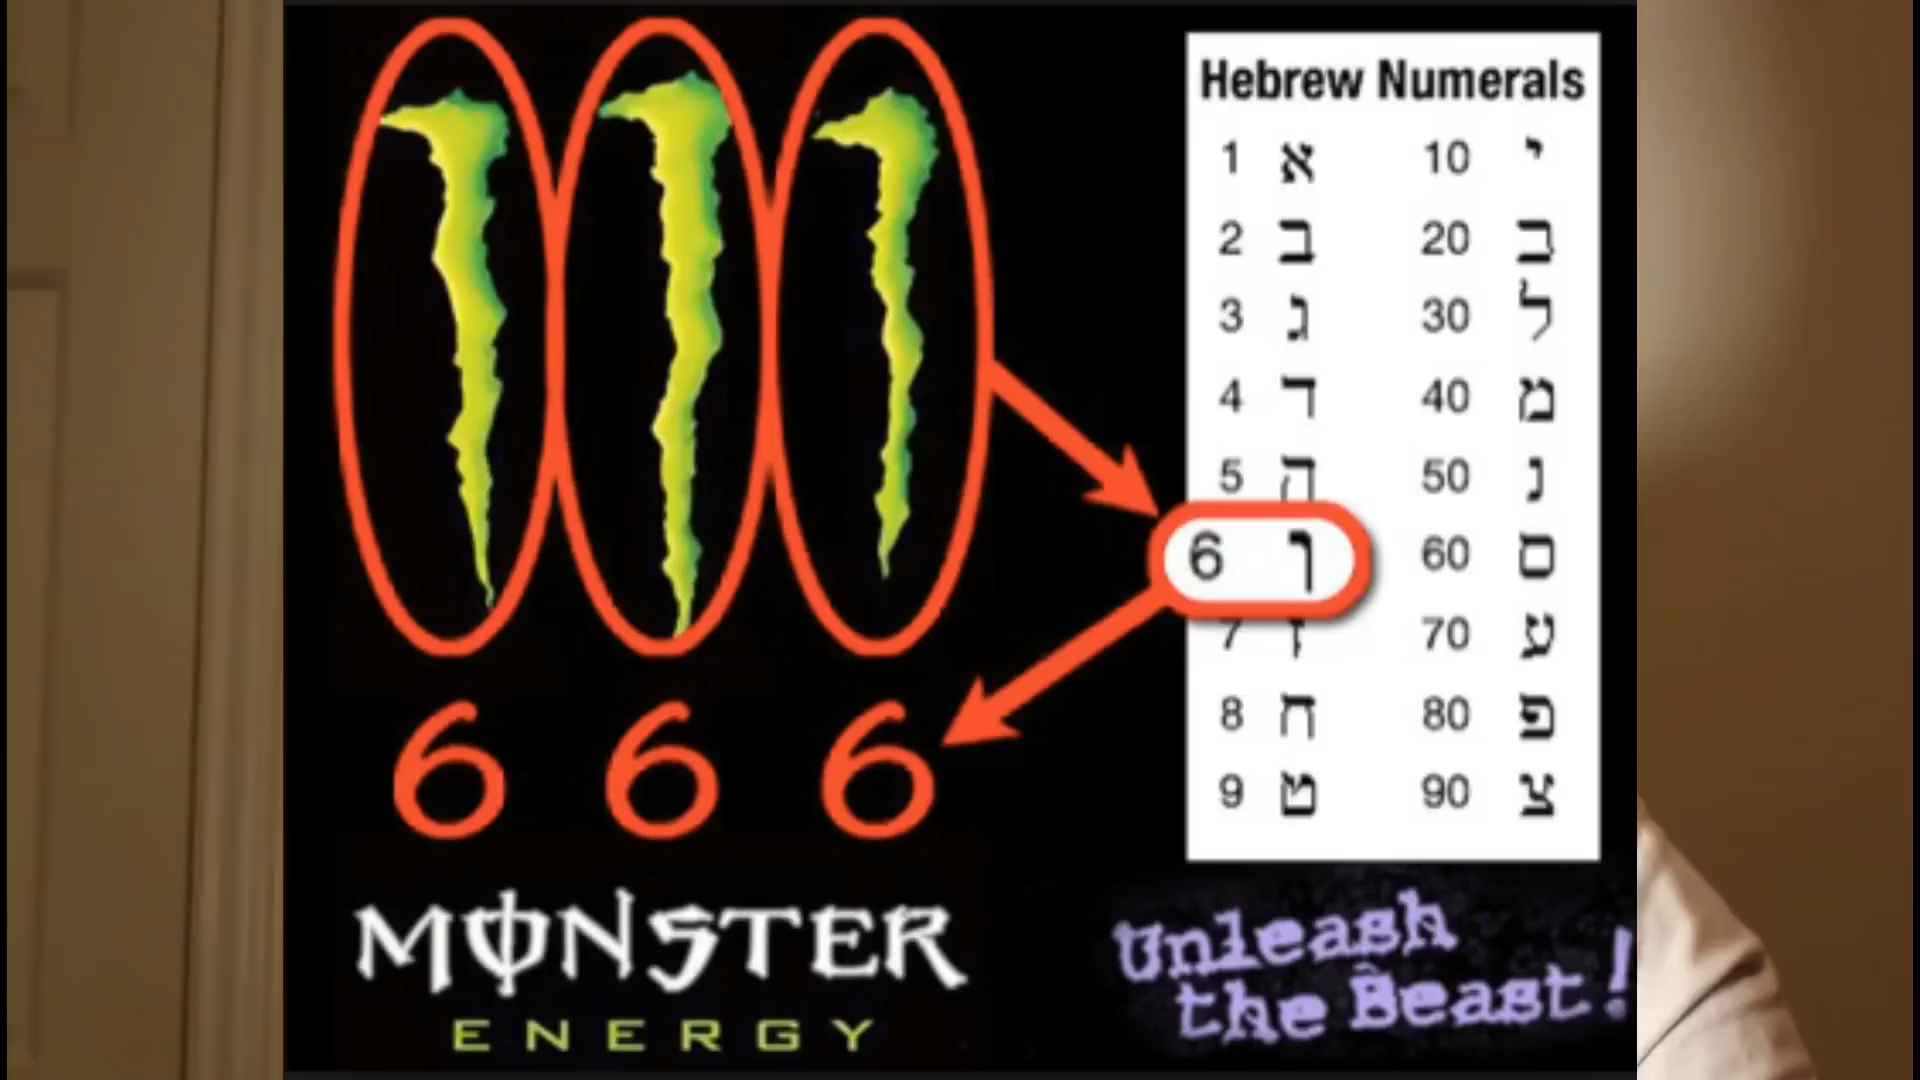 Hebrew Numerals
1 א 10 י
2 ב 20 כ
3 ג 30 ל
4 ד 40 מ
5 ה 50 נ
6 ו 60 ס
7 ז 70 ע
8 ח 80 פ
9 ט 90 צ
6 6 6
MONSTER
ENERGY
Unleash
the Beast!